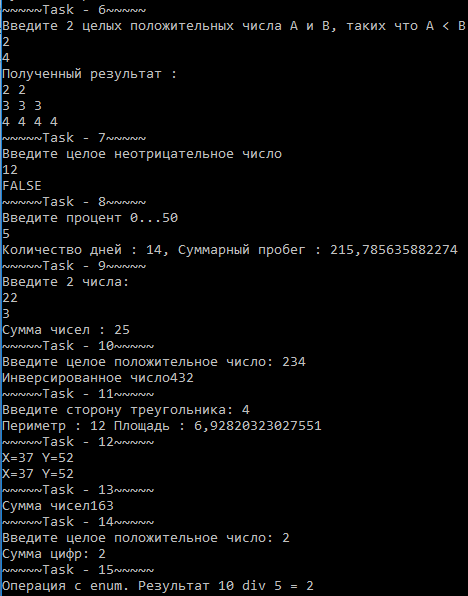 ~~~~~Task - 6~~~~~
Введите 2 целых положительных числа A и B, таких что A < B
2
4
Полученный результат :
2 2
3 3 3
4 4 4 4
~~~~~Task - 7~~~~~
Введите целое неотрицательное число
12
FALSE
~~~~~Task - 8~~~~~
Введите процент 0...50
5
Количество дней : 14, Суммарный пробег : 215,785635882274
~~~~~Task - 9~~~~~
Введите 2 числа:
22
3
Сумма чисел : 25
~~~~~Task - 10~~~~~
Введите целое положительное число: 234
Инверсированное число432
~~~~~Task - 11~~~~~
Введите сторону треугольника: 4
Периметр : 12 Площадь : 6,92820323027551
~~~~~Task - 12~~~~~
X=37 Y=52
X=37 Y=52
~~~~~Task - 13~~~~~
Сумма чисел163
~~~~~Task - 14~~~~~
Введите целое положительное число: 2
Сумма цифр: 2
~~~~~Task - 15~~~~~
Операция с enum. Результат 10 div 5 = 2